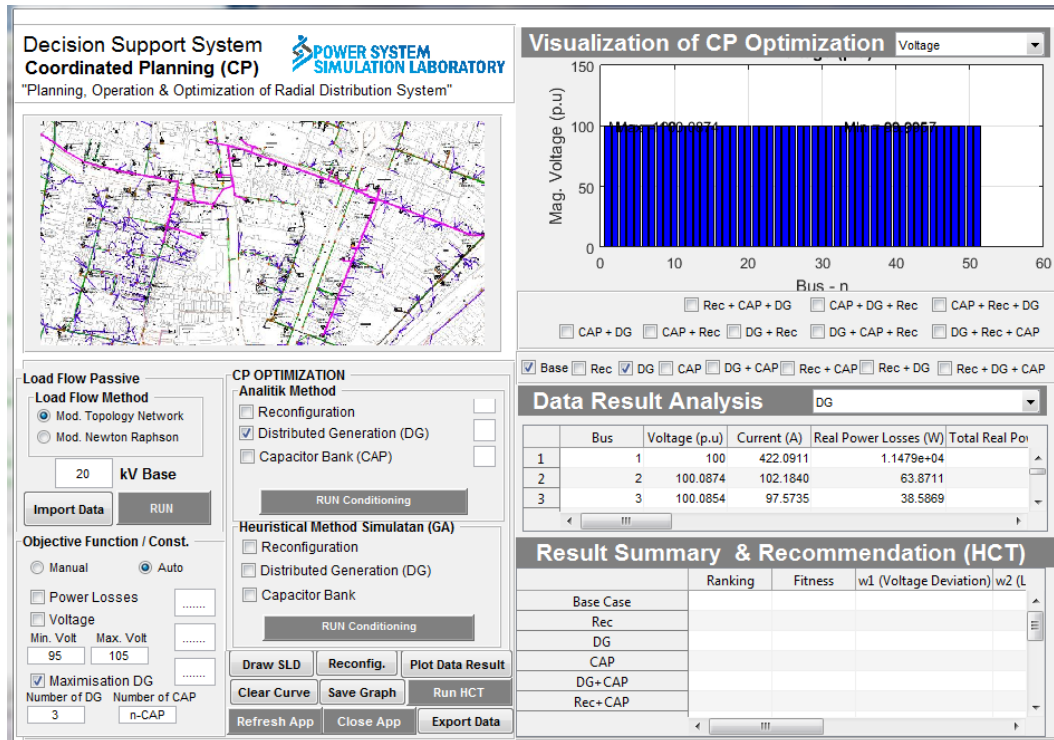 Decision Support System
Coordinated Planning (CP)
POWER SYSTEM
SIMULATION LABORATORY
"Planning, Operation & Optimization of Radial Distribution System"
Load Flow Passive
Load Flow Method
Mod. Topology Network
Mod. Newton Raphson
20 kV Base
Import Data RUN
Objective Function / Const.
Manual Auto
Power Losses .......
Voltage
Min. Volt Max. Volt .......
95 105
Maximisation DG .......
Number of DG Number of CAP
3 n-CAP
CP OPTIMIZATION
Analitik Method
Reconfiguration
Distributed Generation (DG)
Capacitor Bank (CAP)
RUN Conditioning
Heuristical Method Simulatan (GA)
Reconfiguration
Distributed Generation (DG)
Capacitor Bank
RUN Conditioning
Draw SLD Reconfig. Plot Data Result
Clear Curve Save Graph Run HCT
Refresh App Close App Export Data
Visualization of CP Optimization Voltage
150
100
50
0
Mag. Voltage (p.u)
0 10 20 30 40 50 60
Bus - n
Rec + CAP + DG CAP + DG + Rec CAP + Rec + DG
CAP + DG CAP + Rec DG + Rec DG + CAP + Rec DG + Rec + CAP
Base Rec DG CAP DG + CAP Rec + CAP Rec + DG Rec + DG + CAP
Data Result Analysis DG
Bus Voltage (p.u) Current (A) Real Power Losses (W) Total Real Po
1 1 100 422.0911 1.1479e+04
2 2 100.0874 102.1840 63.8711
3 3 100.0854 97.5735 38.5869
Result Summary & Recommendation (HCT)
Ranking Fitness w1 (Voltage Deviation) w2 (L
Base Case
Rec
DG
CAP
DG+CAP
Rec+CAP